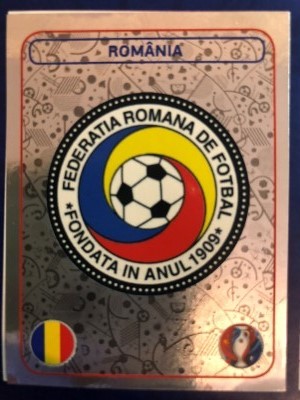 ROMÂNIA
FEDERATIA ROMANA DE FOTBAL
*FONDATA IN ANUL 1909*